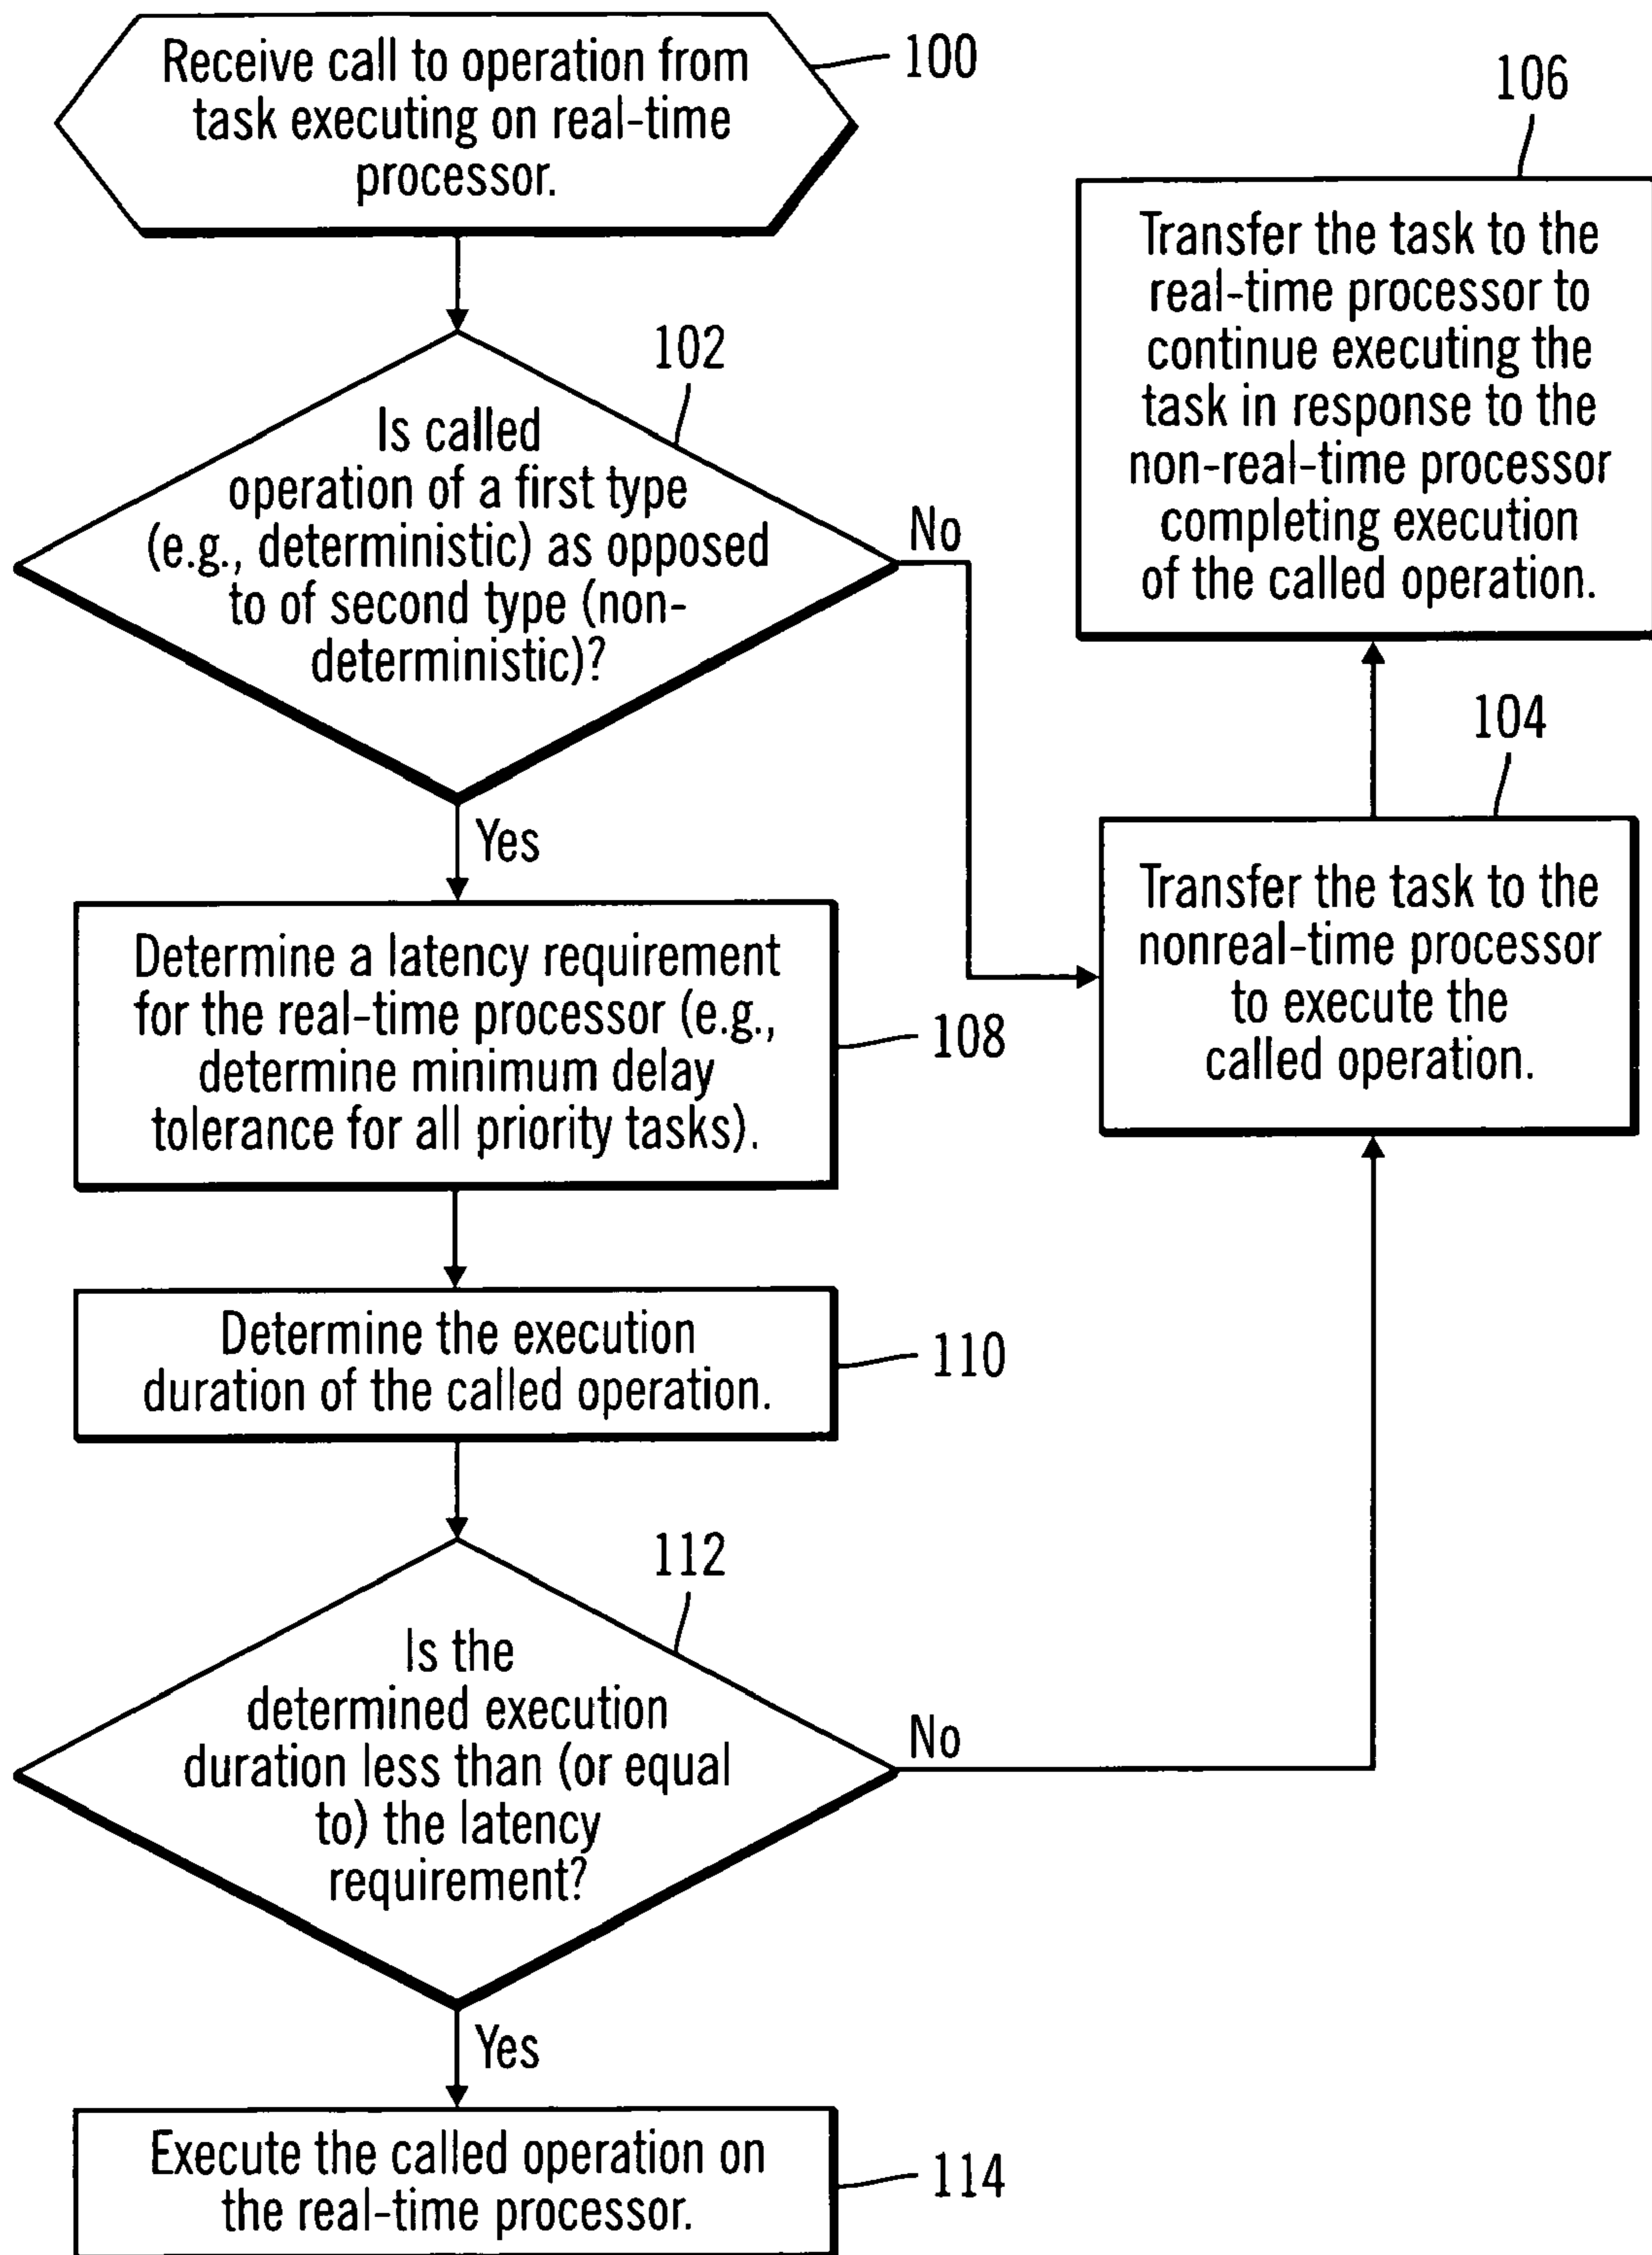 Receive call to operation from
task executing on real-time
processor.
100
Is called
operation of a first type
(e.g., deterministic) as opposed
to of second type (non-
deterministic)?
102
No
Yes
Determine a latency requirement
for the real-time processor (e.g.,
determine minimum delay
tolerance for all priority tasks).
108
Determine the execution
duration of the called operation.
110
Is the
determined execution
duration less than (or equal
to) the latency
requirement?
112
No
Yes
Execute the called operation on
the real-time processor.
114
106
Transfer the task to the
real-time processor to
continue executing the
task in response to the
non-real-time processor
completing execution
of the called operation.
104
Transfer the task to the
nonreal-time processor
to execute the
called operation.